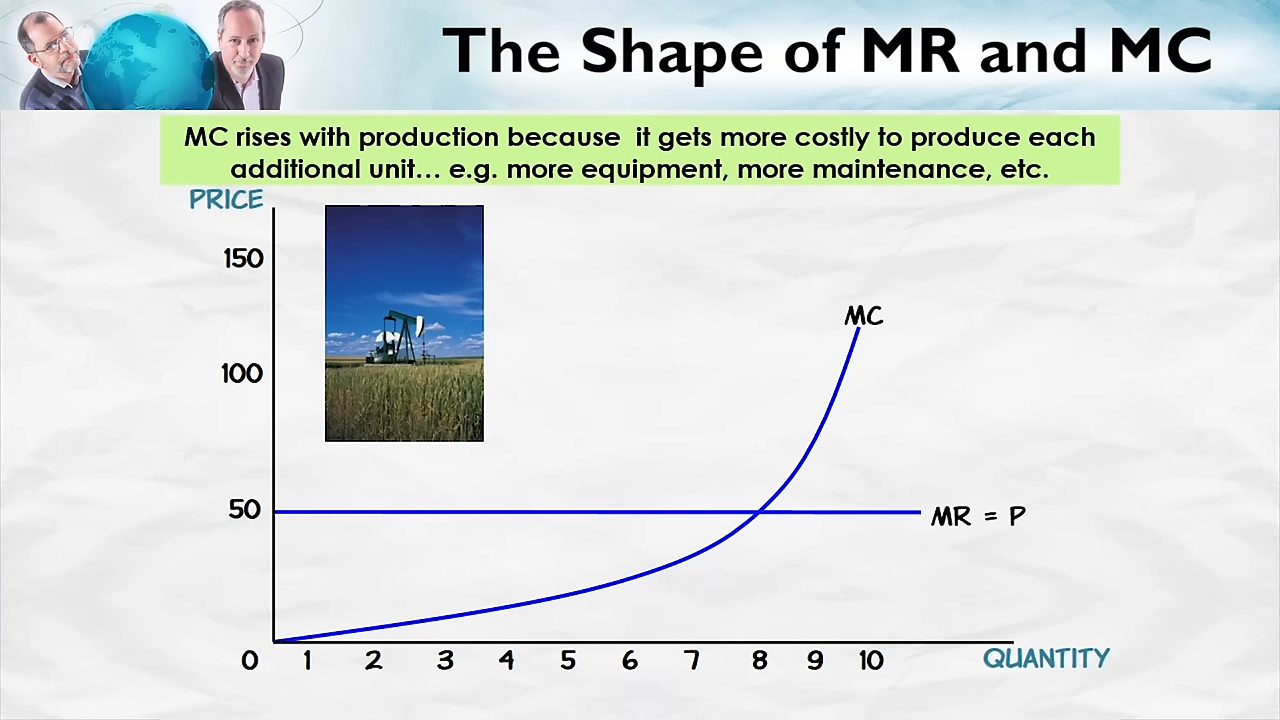 The Shape of MR and MC
MC rises with production because it gets more costly to produce each
additional unit... e.g. more equipment, more maintenance, etc.
PRICE
150
100
50
MC
MR = P
0 1 2 3 4 5 6 7 8 9 10
QUANTITY